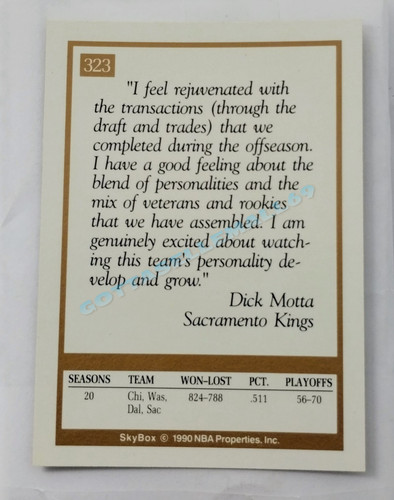 323
"I feel rejuvenated with
the transactions (through the
draft and trades) that we
completed during the offseason.
I have a good feeling about the
blend of personalities and the
mix of veterans and rookies
that we have assembled. I am
genuinely excited about watch-
ing this team's personality de-
velop and grow."
Dick Motta
Sacramento Kings
SEASONS TEAM WON–LOST PCT. PLAYOFFS
20 Chi, Was, 824–788 .511 56–70
Dal, Sac
SkyBox © 1990 NBA Properties, Inc.